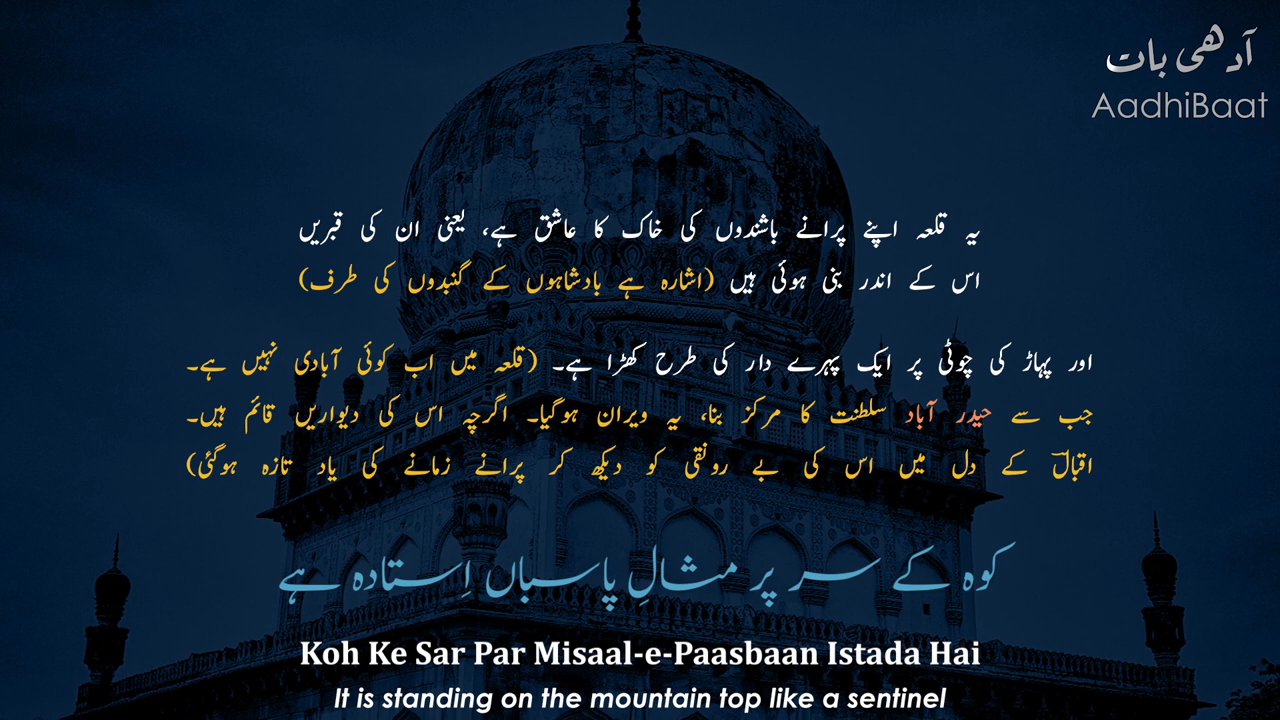 آدھی بات
AadhiBaat
یہ قلعہ اپنے پرانے باشندوں کی خاک کا عاشق ہے، یعنی ان کی قبریں
اس کے اندر بنی ہوئی ہیں (اشارہ ہے بادشاہوں کے گنبدوں کی طرف)
اور پہاڑ کی چوٹی پر ایک پہرے دار کی طرح کھڑا ہے۔ (قلعہ میں اب کوئی آبادی نہیں ہے۔
جب سے حیدر آباد سلطنت کا مرکز بنا، یہ ویران ہوگیا۔ اگرچہ اس کی دیواریں قائم ہیں۔
اقبالؔ کے دل میں اس کی بے رونقی کو دیکھ کر پرانے زمانے کی یاد تازہ ہوگئی)
کوہ کے سر پر مثالِ پاسباں اِستادہ ہے
Koh Ke Sar Par Misaal-e-Paasbaan Istada Hai
It is standing on the mountain top like a sentinel